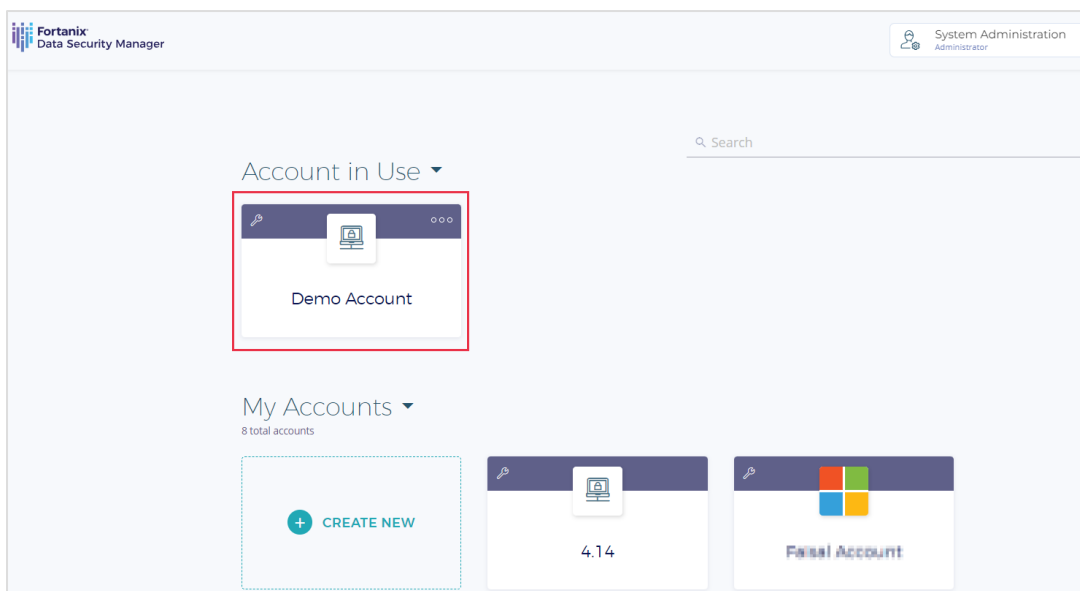 Fortanix
Data Security Manager
System Administration
Administrator
Search
Account in Use
Demo Account
My Accounts
8 total accounts
CREATE NEW
4.14
Account